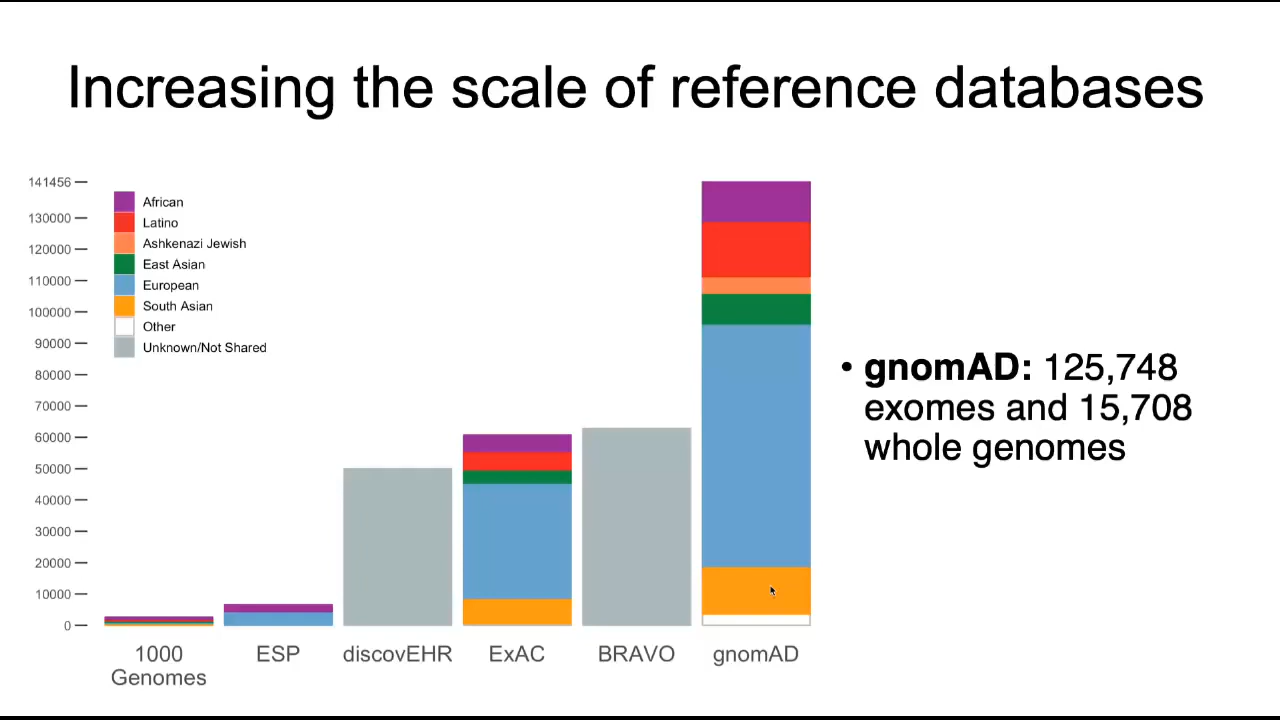 Increasing the scale of reference databases
141456
130000
120000
110000
100000
90000
80000
70000
60000
50000
40000
30000
20000
10000
0
African
Latino
Ashkenazi Jewish
East Asian
European
South Asian
Other
Unknown/Not Shared
1000
Genomes
ESP
discovEHR
ExAC
BRAVO
gnomAD
• gnomAD: 125,748
exomes and 15,708
whole genomes